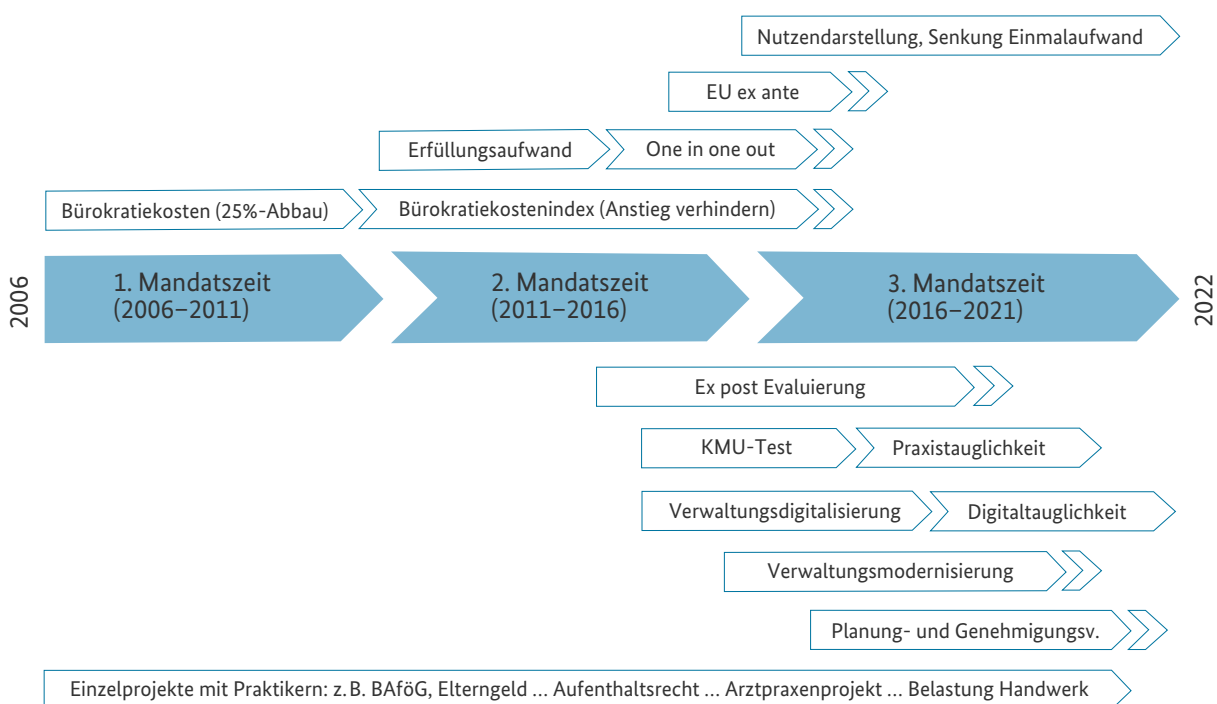 Nutzendarstellung, Senkung Einmalaufwand
EU ex ante
Erfüllungsaufwand
One in one out
Bürokratiekosten (25%-Abbau)
Bürokratiekostenindex (Anstieg verhindern)
2006
1. Mandatszeit
(2006–2011)
2. Mandatszeit
(2011–2016)
3. Mandatszeit
(2016–2021)
2022
Ex post Evaluierung
KMU-Test
Praxistauglichkeit
Verwaltungsdigitalisierung
Digitaltauglichkeit
Verwaltungsmodernisierung
Planung- und Genehmigungsv.
Einzelprojekte mit Praktikern: z. B. BAföG, Elterngeld ... Aufenthaltsrecht ... Arztpraxenprojekt ... Belastung Handwerk